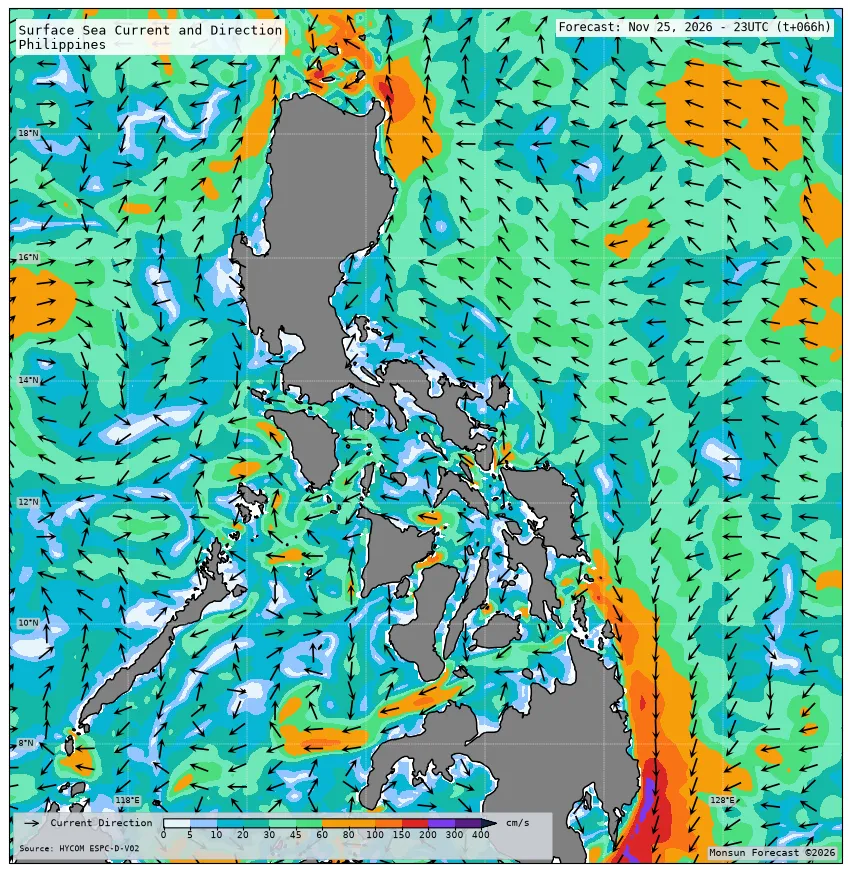 Surface Sea Current and Direction
Philippines
Forecast: Nov 25, 2026 - 23UTC (t+066h)
18°N
16°N
14°N
12°N
10°N
8°N
118°E
128°E
Current Direction
0 5 10 20 30 45 60 80 100 150 200 300 400 cm/s
Source: HYCOM ESPC-D-V02
Monsun Forecast ©2026